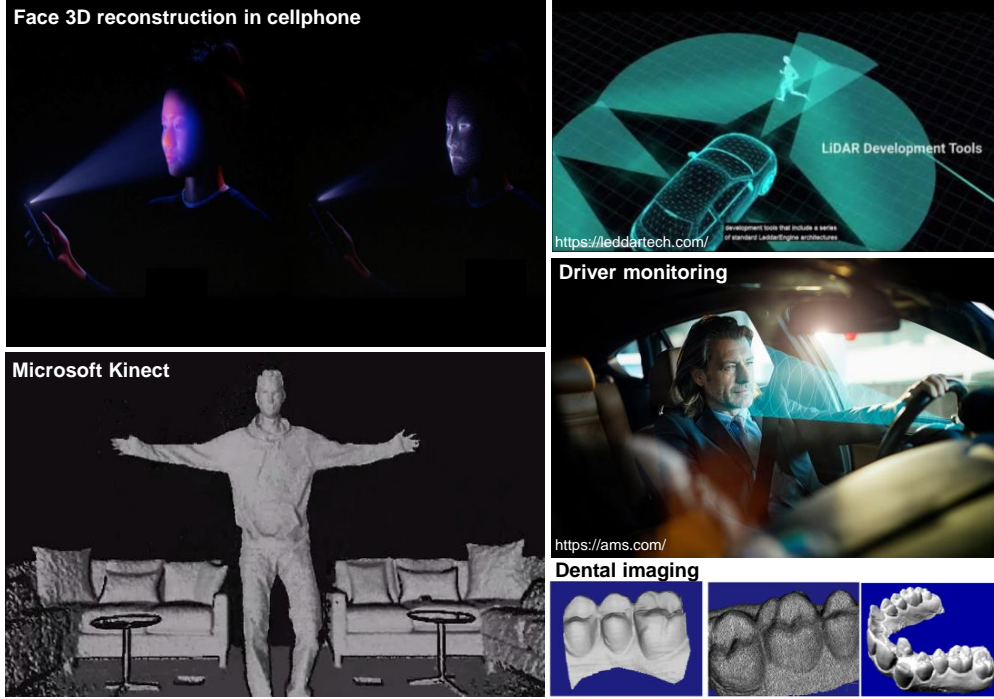 Face 3D reconstruction in cellphone
LiDAR Development Tools
development tools that include a series
of standard LeddarEngine architectures
https://leddartech.com/
Driver monitoring
https://ams.com/
Microsoft Kinect
Dental imaging